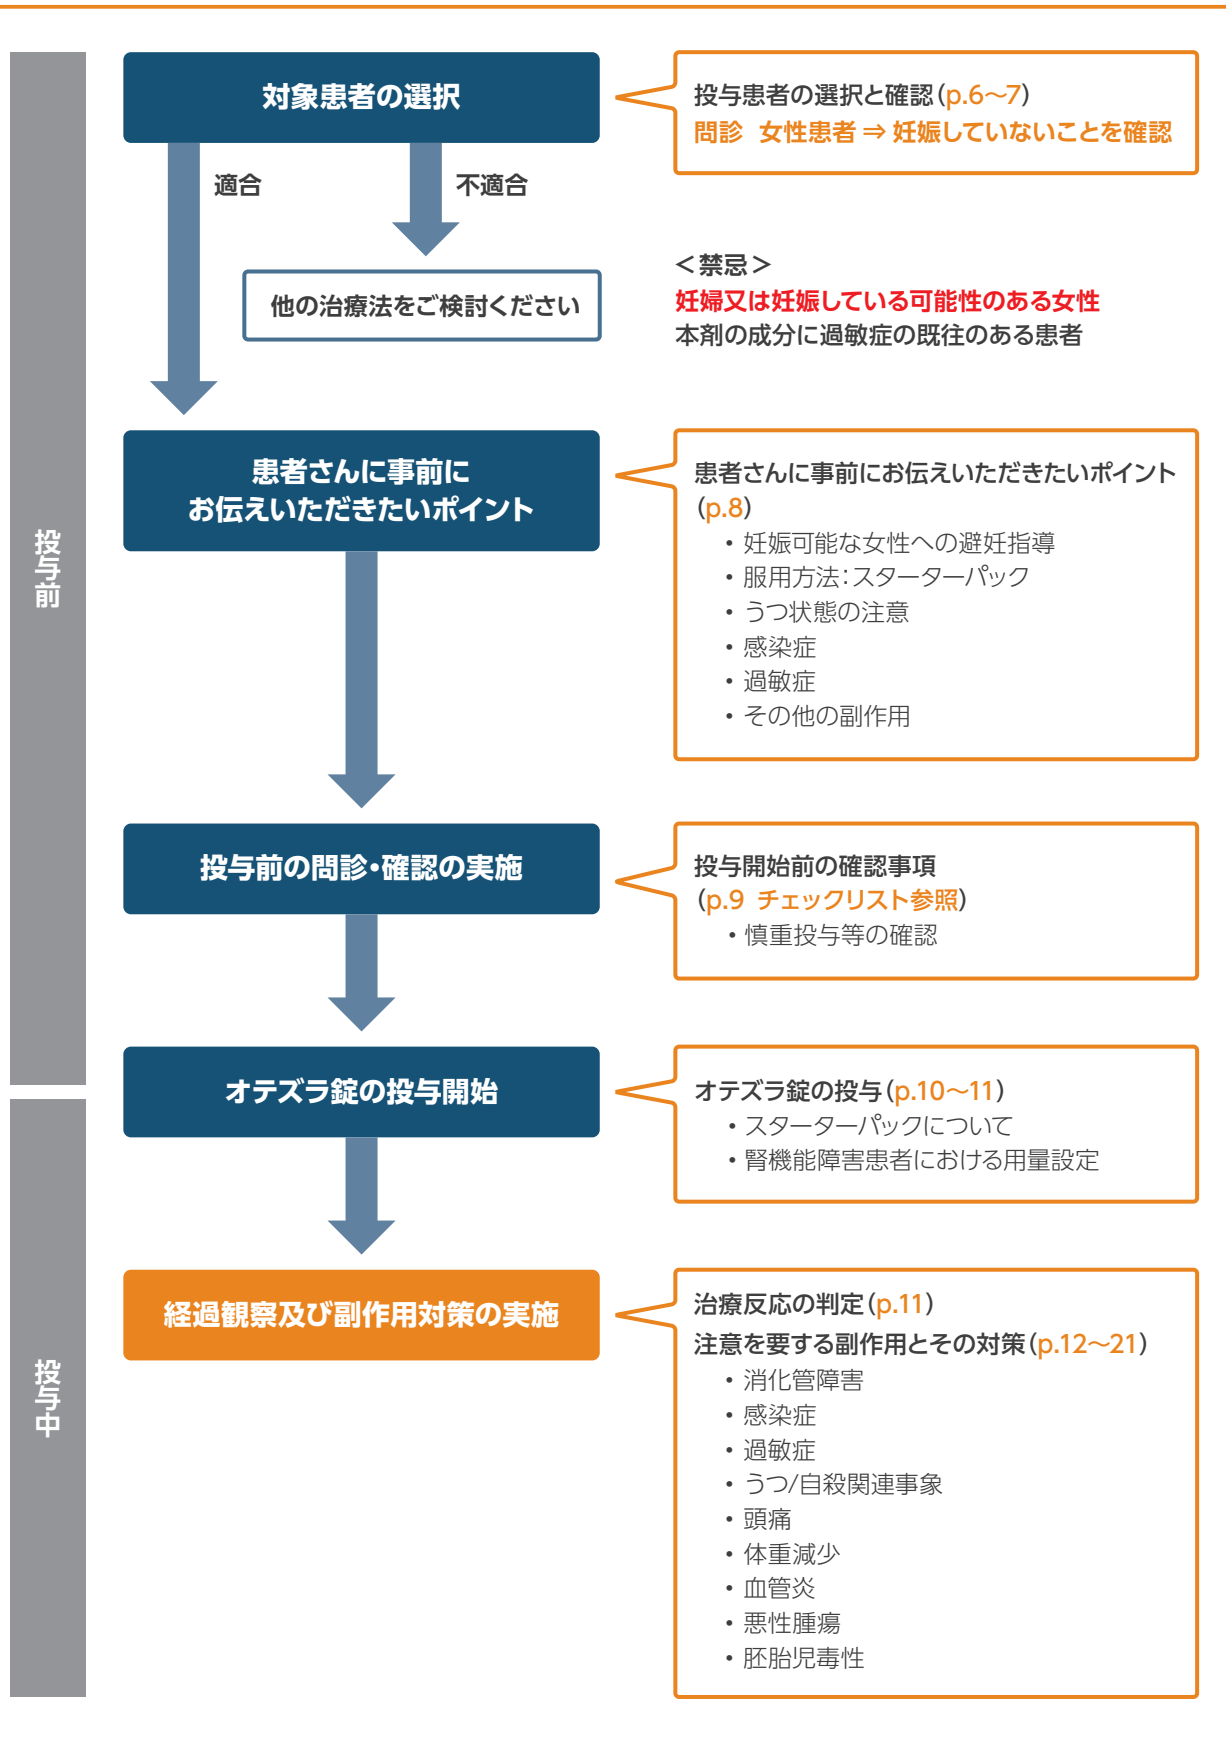 投与前
対象患者の選択
投与患者の選択と確認(p.6〜7)
問診 女性患者 ⇒ 妊娠していないことを確認
適合
不適合
他の治療法をご検討ください
＜禁忌＞
妊婦又は妊娠している可能性のある女性
本剤の成分に過敏症の既往のある患者
患者さんに事前に
お伝えいただきたいポイント
患者さんに事前にお伝えいただきたいポイント
(p.8)
・妊娠可能な女性への避妊指導
・服用方法：スターターパック
・うつ状態の注意
・感染症
・過敏症
・その他の副作用
投与前の問診・確認の実施
投与開始前の確認事項
(p.9 チェックリスト参照)
・慎重投与等の確認
オテズラ錠の投与開始
オテズラ錠の投与(p.10〜11)
・スターターパックについて
・腎機能障害患者における用量設定
投与中
経過観察及び副作用対策の実施
治療反応の判定(p.11)
注意を要する副作用とその対策(p.12〜21)
・消化管障害
・感染症
・過敏症
・うつ/自殺関連事象
・頭痛
・体重減少
・血管炎
・悪性腫瘍
・胚胎児毒性